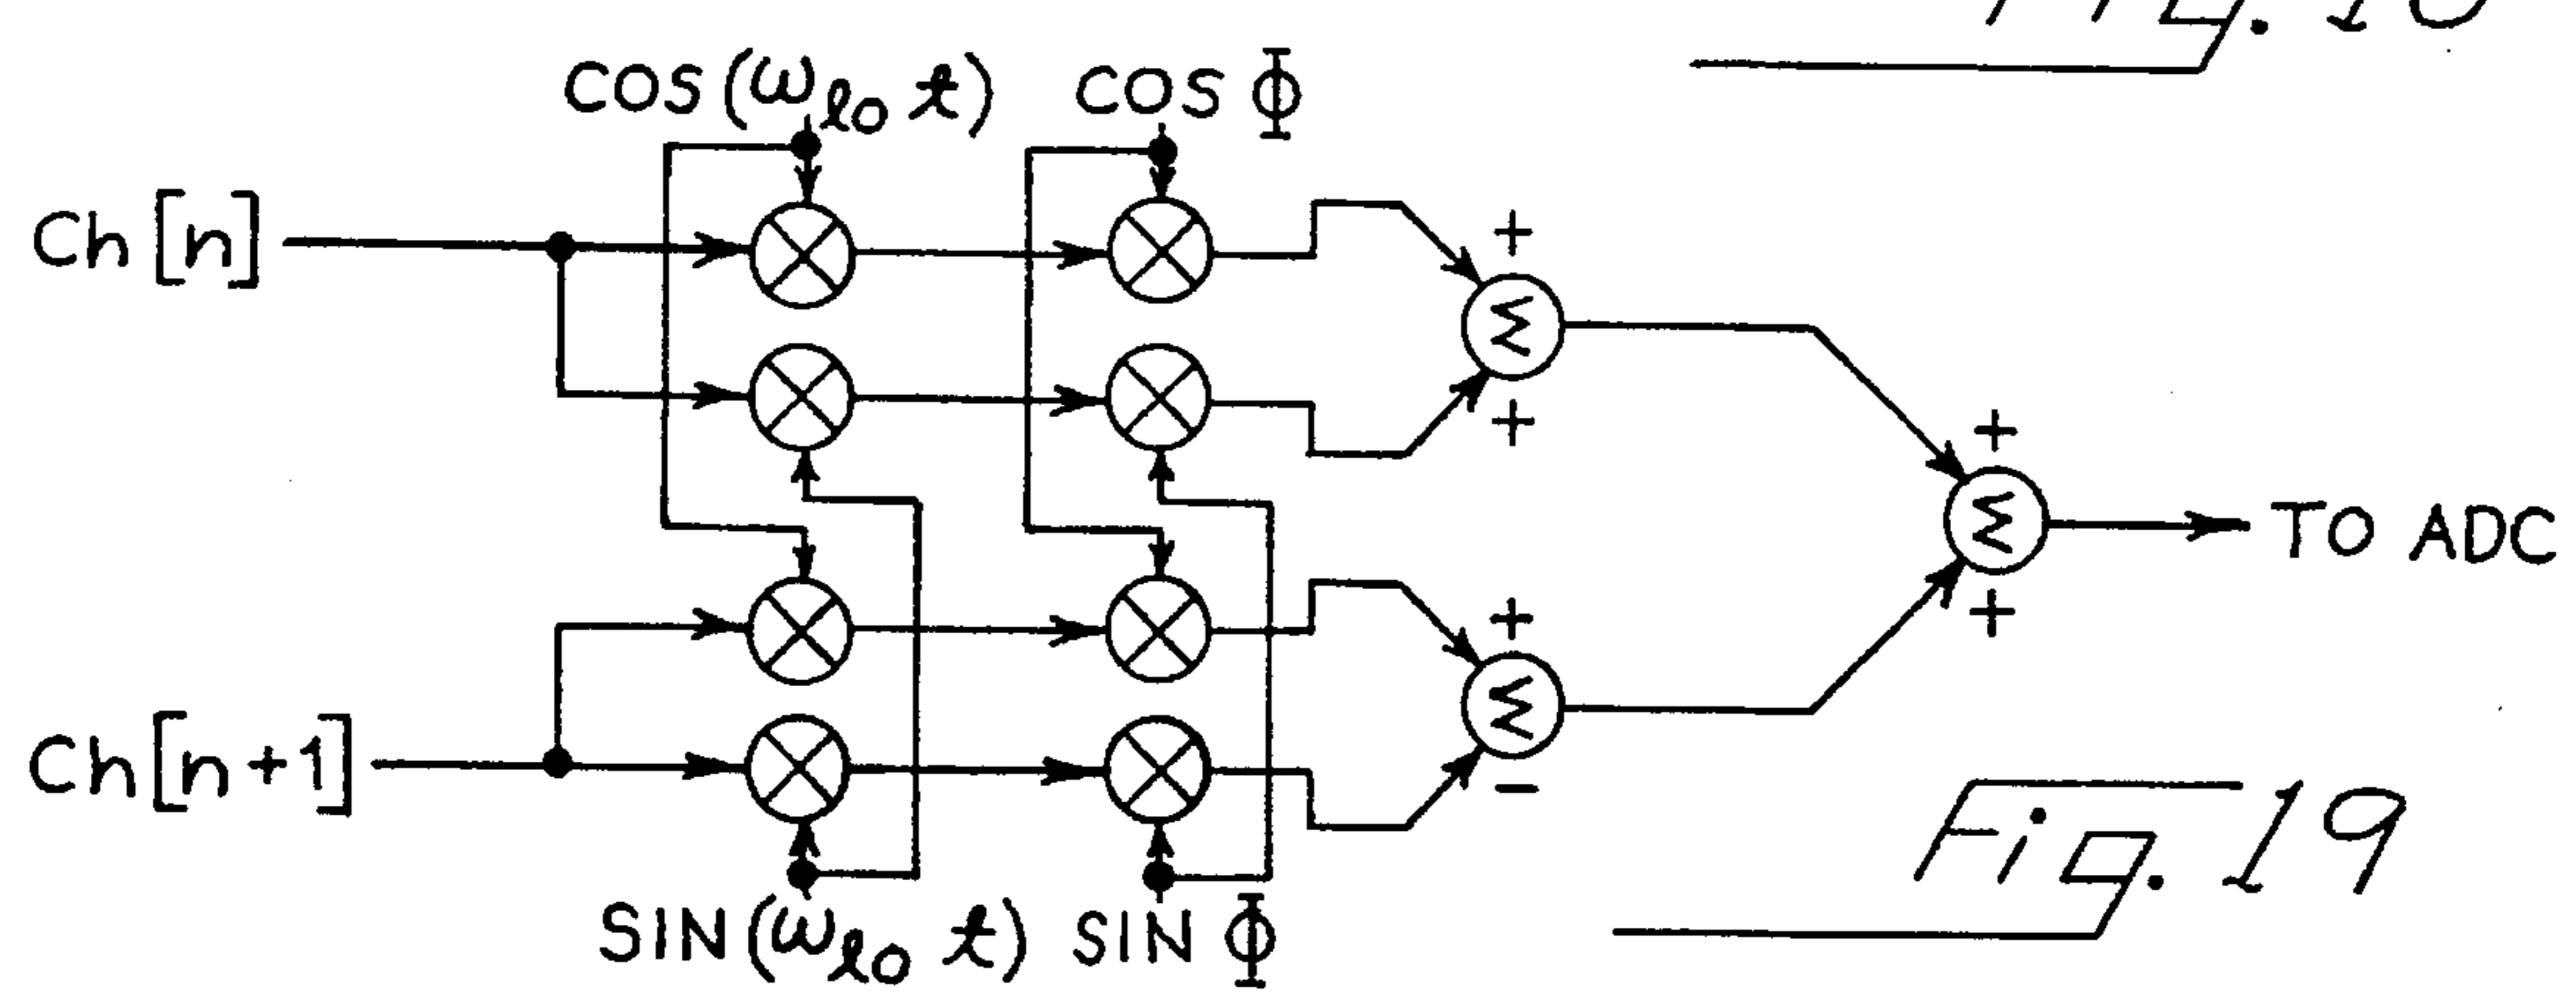 COS(ω_lo t) COS Φ
Ch[n]
+
Σ
+
+
Σ
TO ADC
+
+
Σ
Ch[n+1]
-
SIN(ω_lo t) SIN Φ
Fig. 19